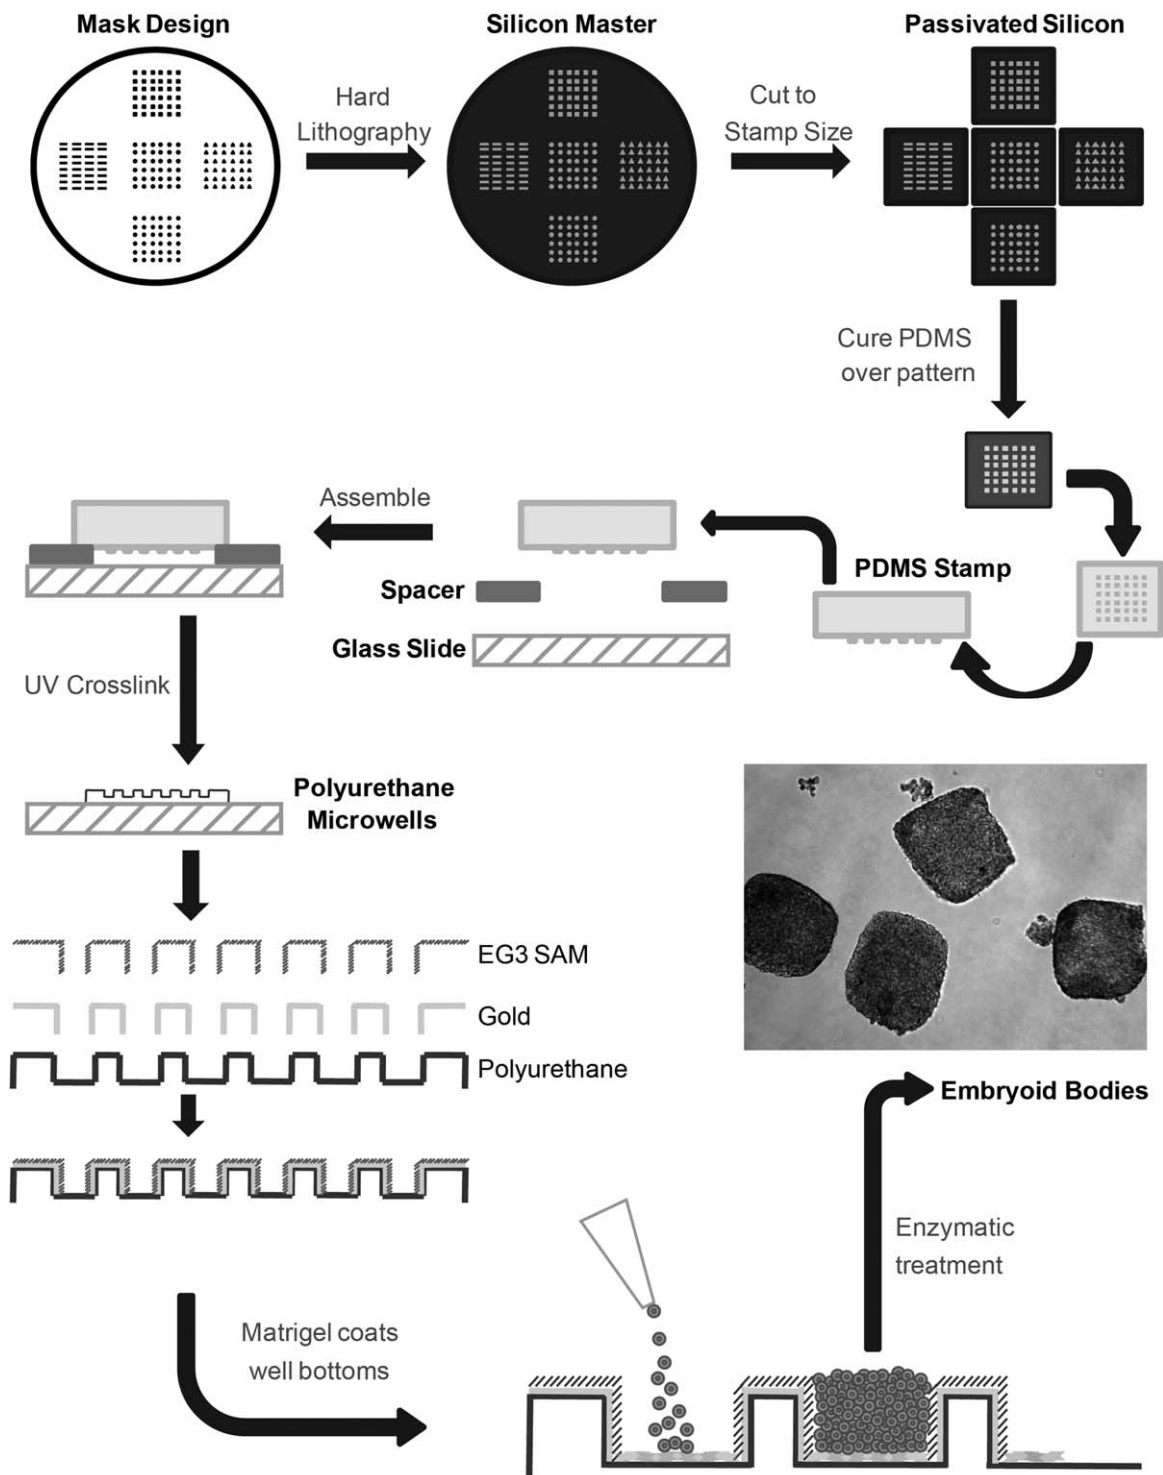 Mask Design
Silicon Master
Passivated Silicon
Hard
Lithography
Cut to
Stamp Size
Cure PDMS
over pattern
Assemble
PDMS Stamp
Spacer
Glass Slide
UV Crosslink
Polyurethane
Microwells
EG3 SAM
Gold
Polyurethane
Embryoid Bodies
Enzymatic
treatment
Matrigel coats
well bottoms